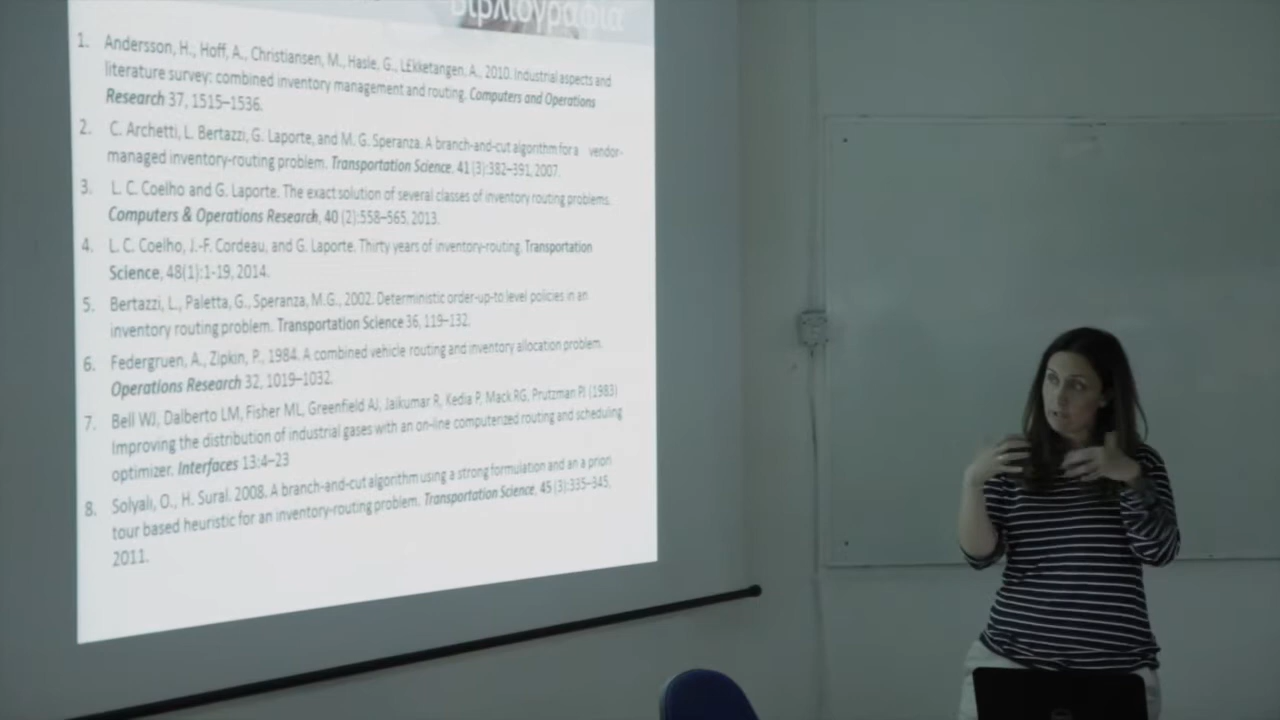 Βιβλιογραφία
1. Andersson, H., Hoff, A., Christiansen, M., Hasle, G., L£kketangen, A., 2010. Industrial aspects and
literature survey: combined inventory management and routing. Computers and Operations
Research 37, 1515–1536.
2. C. Archetti, L. Bertazzi, G. Laporte, and M. G. Speranza. A branch-and-cut algorithm for a vendor-
managed inventory-routing problem. Transportation Science, 41 (3):382–391, 2007.
3. L. C. Coelho and G. Laporte. The exact solution of several classes of inventory routing problems.
Computers & Operations Research, 40 (2):558–565, 2013.
4. L. C. Coelho, J.-F. Cordeau, and G. Laporte. Thirty years of inventory-routing. Transportation
Science, 48(1):1-19, 2014.
5. Bertazzi, L., Paletta, G., Speranza, M.G., 2002. Deterministic order-up-to level policies in an
inventory routing problem. Transportation Science 36, 119–132.
6. Federgruen, A., Zipkin, P., 1984. A combined vehicle routing and inventory allocation problem.
Operations Research 32, 1019–1032.
7. Bell WJ, Dalberto LM, Fisher ML, Greenfield AJ, Jaikumar R, Kedia P, Mack RG, Prutzman PJ (1983)
Improving the distribution of industrial gases with an on-line computerized routing and scheduling
optimizer. Interfaces 13:4–23
8. Solyalı, O., H. Sural. 2008. A branch-and-cut algorithm using a strong formulation and an a priori
tour based heuristic for an inventory-routing problem. Transportation Science, 45 (3):335–345,
2011.